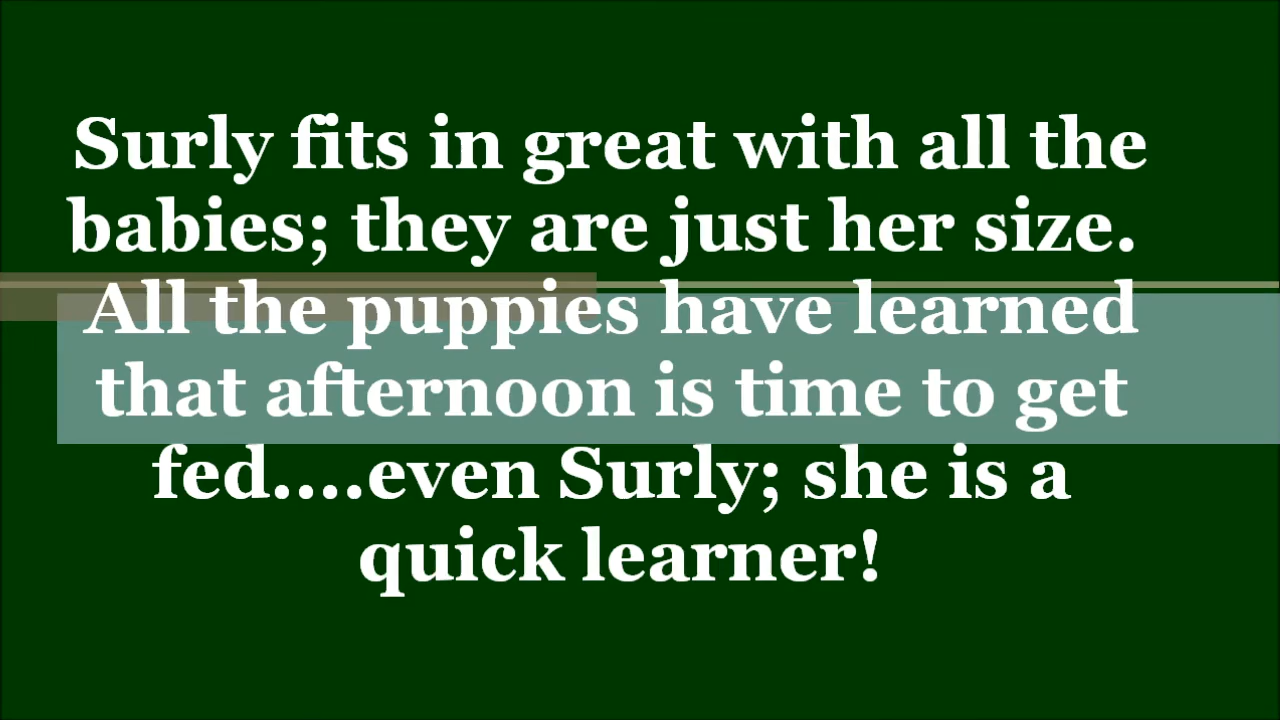 Surly fits in great with all the
babies; they are just her size.
All the puppies have learned
that afternoon is time to get
fed....even Surly; she is a
quick learner!